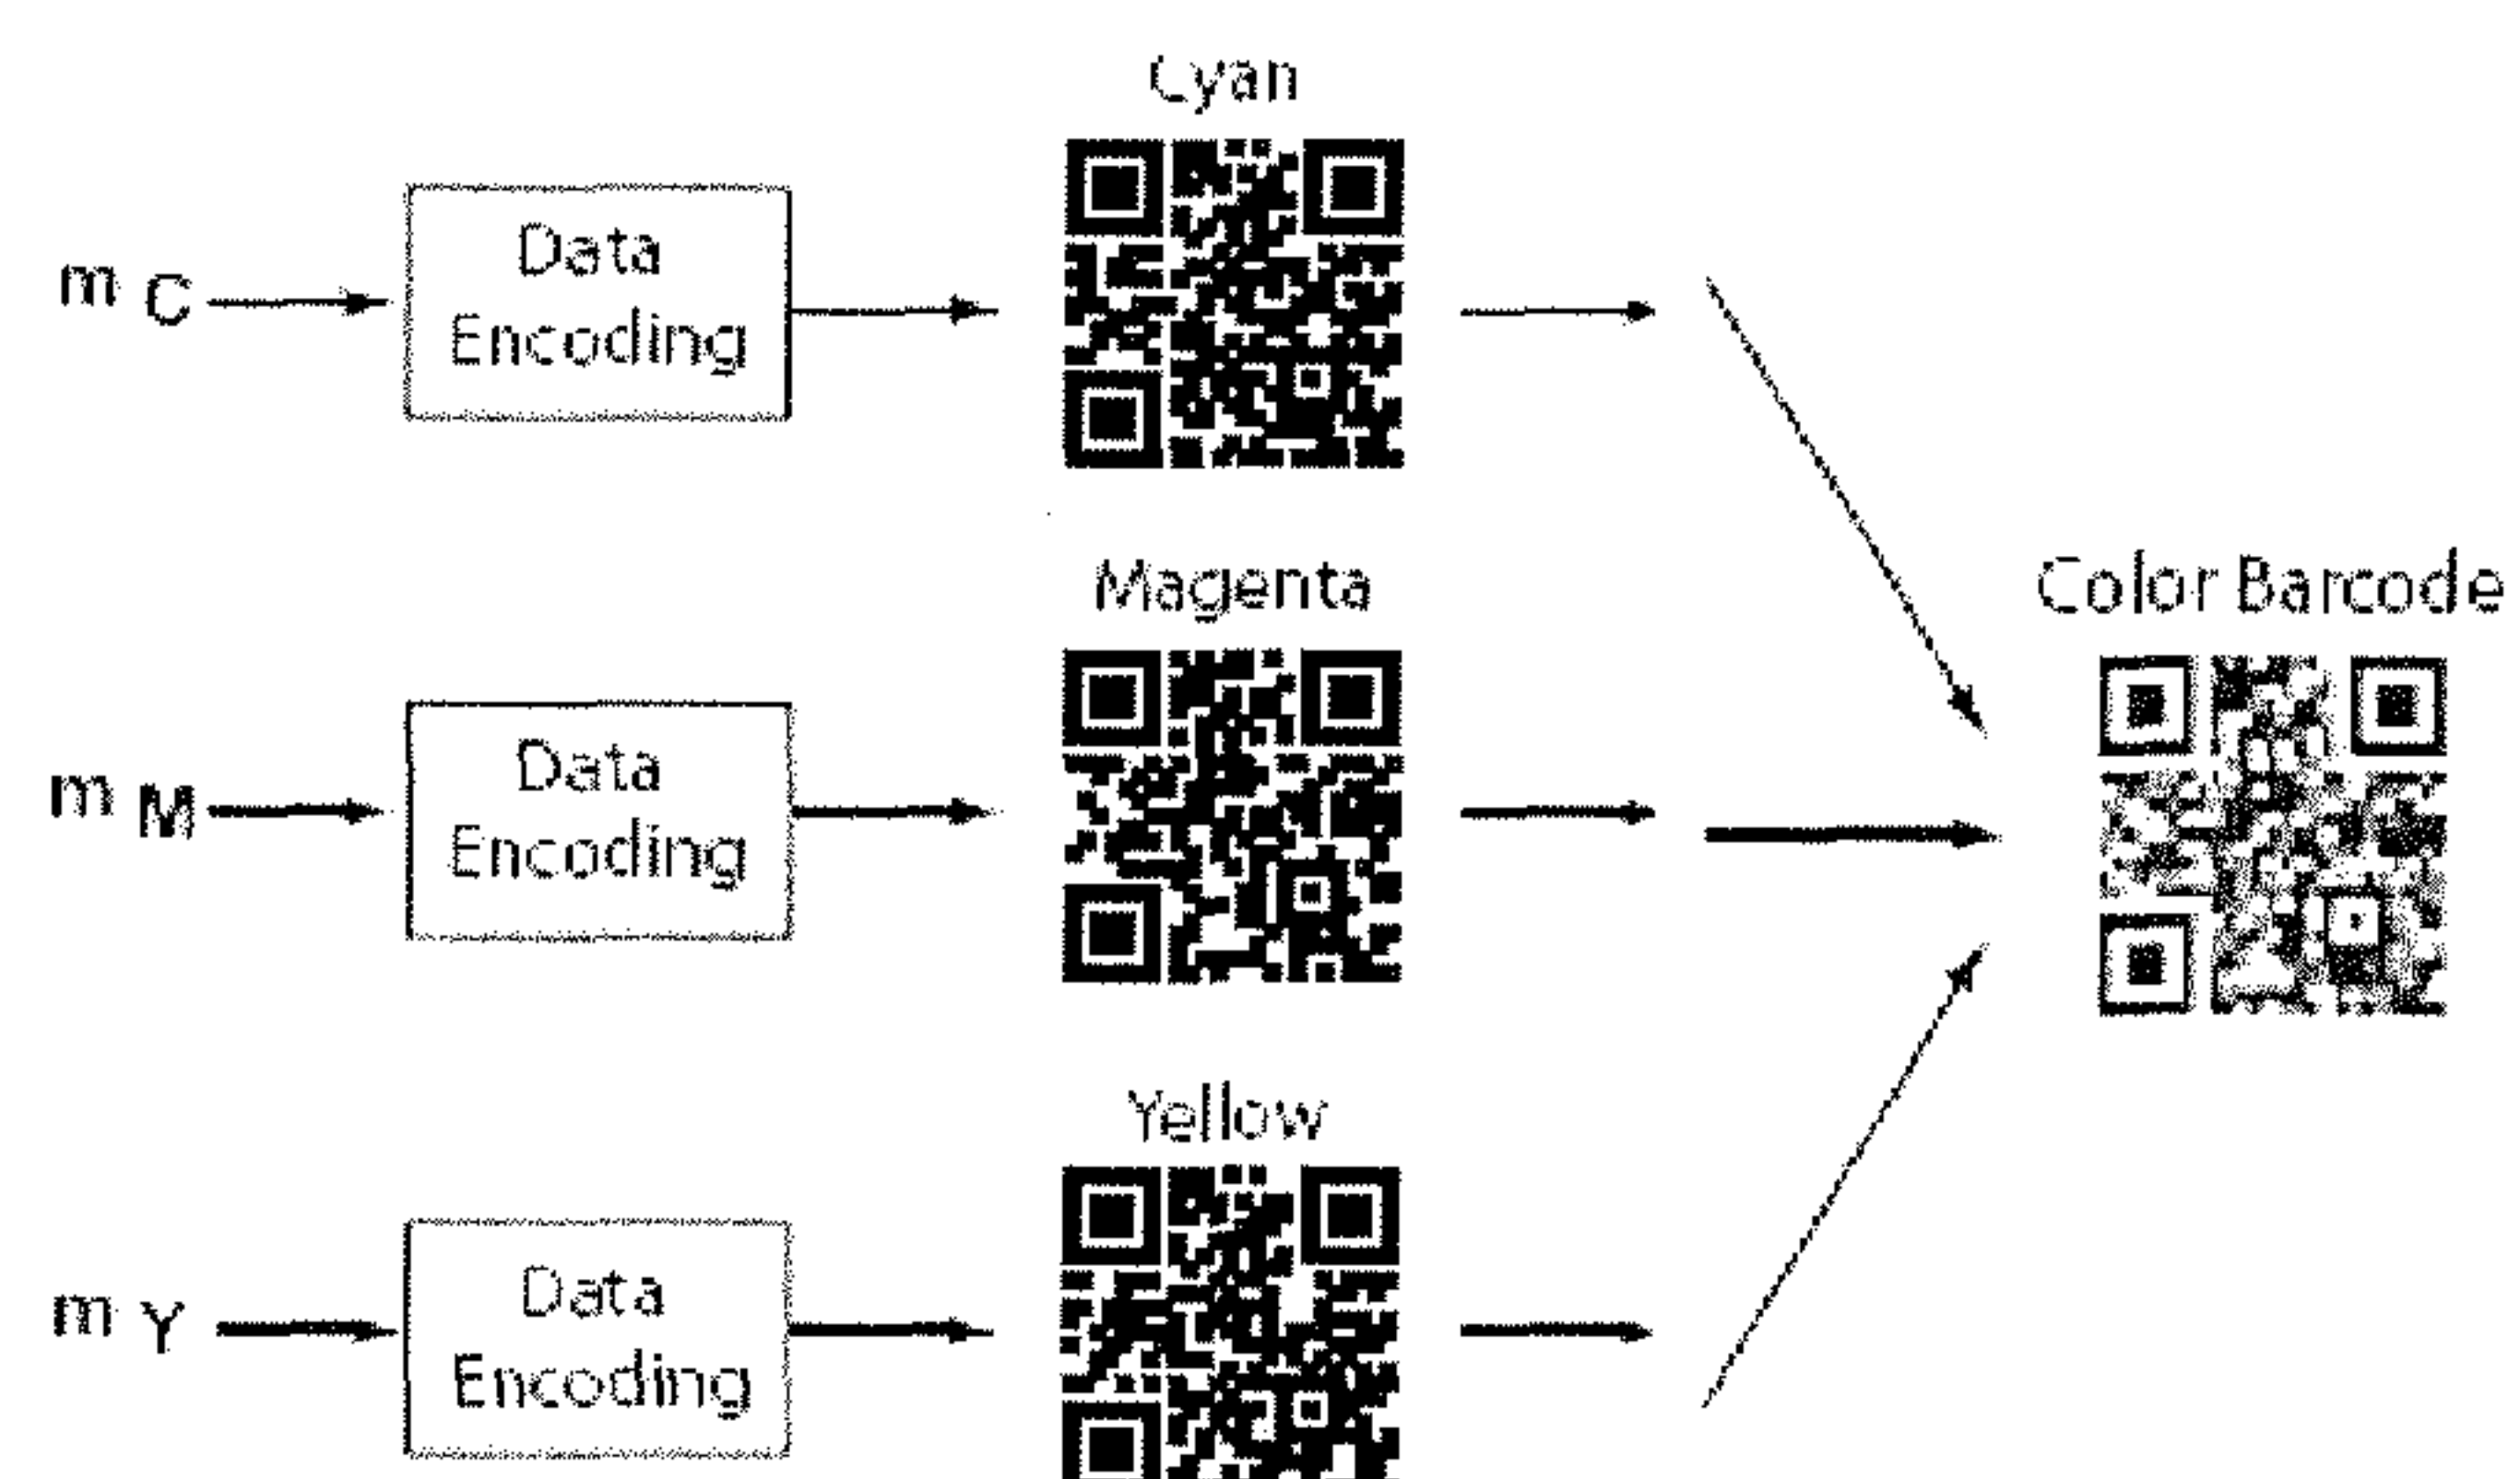 Cyan
m C
Data
Encoding
Magenta
Color Barcode
m M
Data
Encoding
Yellow
m Y
Data
Encoding